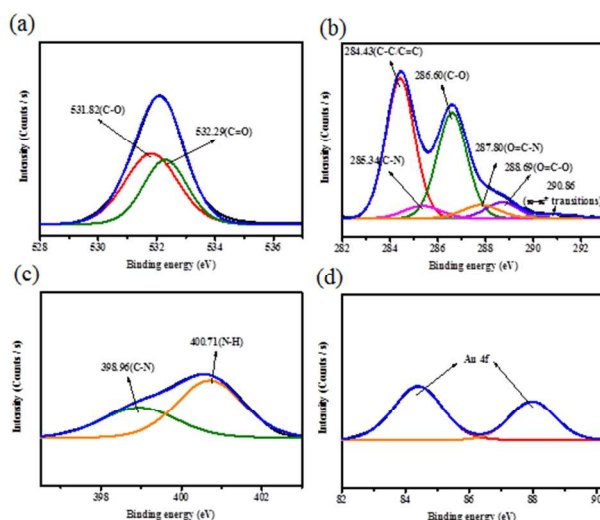 (a)
Intensity (Counts / s)
531.82(C-O)
532.29(C=O)
528 530 532 534 536
Binding energy (eV)
(b)
Intensity (Counts / s)
284.43(C-C/C=C)
286.60(C-O)
285.34(C-N)
287.80(O=C-N)
288.69(O=C-O)
290.86
(π-π* transitions)
282 284 286 288 290 292
Binding energy (eV)
(c)
Intensity (Counts / s)
398.96(C-N)
400.71(N-H)
398 400 402
Binding energy (eV)
(d)
Intensity (Counts / s)
Au 4f
82 84 86 88 90
Binding energy (eV)